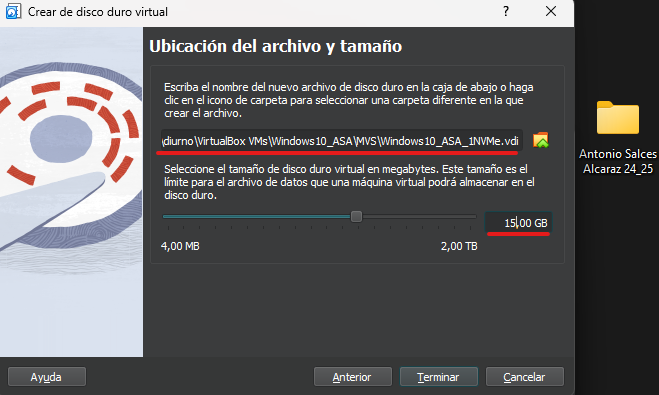 Crear de disco duro virtual
?
Ubicación del archivo y tamaño
Escriba el nombre del nuevo archivo de disco duro en la caja de abajo o haga
clic en el icono de carpeta para seleccionar una carpeta diferente en la que
crear el archivo.
\diurno\VirtualBox VMs\Windows10_ASA\MVS\Windows10_ASA_1NVMe.vdi
Seleccione el tamaño de disco duro virtual en megabytes. Este tamaño es el
límite para el archivo de datos que una máquina virtual podrá almacenar en el
disco duro.
15,00 GB
4,00 MB
2,00 TB
Ayuda
Anterior
Terminar
Cancelar
Antonio Salces
Alcaraz 24_25